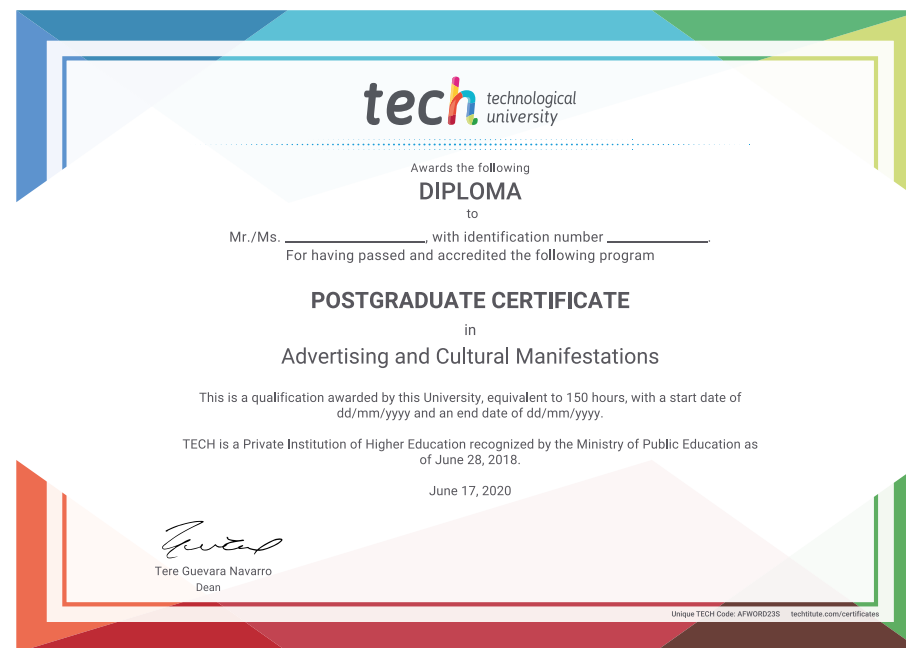 tech technological
university
Awards the following
DIPLOMA
to
Mr./Ms. ____________, with identification number ____________.
For having passed and accredited the following program
POSTGRADUATE CERTIFICATE
in
Advertising and Cultural Manifestations
This is a qualification awarded by this University, equivalent to 150 hours, with a start date of
dd/mm/yyyy and an end date of dd/mm/yyyy.
TECH is a Private Institution of Higher Education recognized by the Ministry of Public Education as
of June 28, 2018.
June 17, 2020
Tere Guevara Navarro
Dean
Unique TECH Code: AFWORD23S techtitute.com/certificates